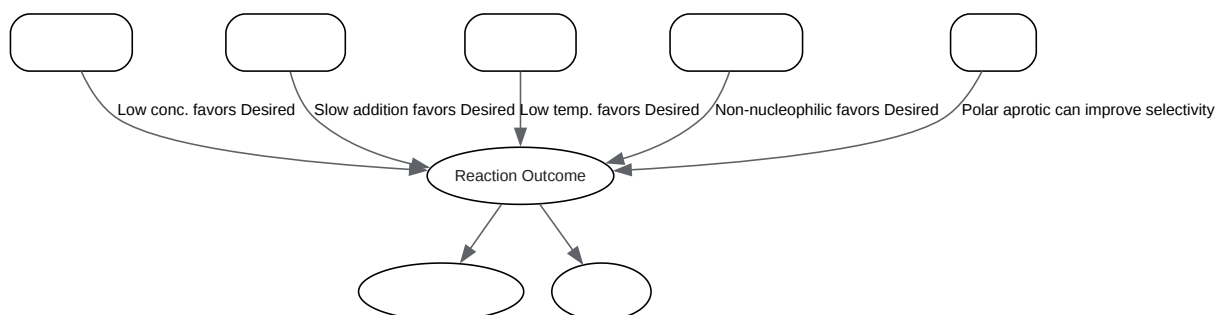 Low conc. favors Desired
Slow addition favors Desired
Low temp. favors Desired
Non-nucleophilic favors Desired
Polar aprotic can improve selectivity
Reaction Outcome